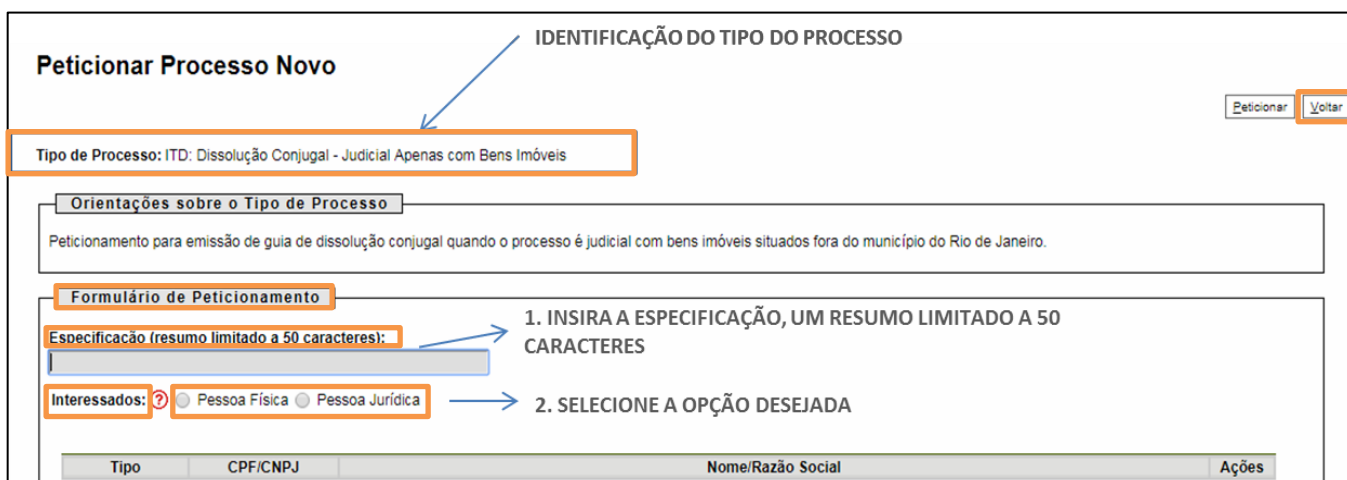 IDENTIFICAÇÃO DO TIPO DO PROCESSO
Peticionar Processo Novo
Peticionar Voltar
Tipo de Processo: ITD: Dissolução Conjugal - Judicial Apenas com Bens Imóveis
Orientações sobre o Tipo de Processo
Peticionamento para emissão de guia de dissolução conjugal quando o processo é judicial com bens imóveis situados fora do município do Rio de Janeiro.
Formulário de Peticionamento
1. INSIRA A ESPECIFICAÇÃO, UM RESUMO LIMITADO A 50
CARACTERES
Especificação (resumo limitado a 50 caracteres):
Interessados: ? Pessoa Física Pessoa Jurídica
2. SELECIONE A OPÇÃO DESEJADA
Tipo CPF/CNPJ Nome/Razão Social Ações